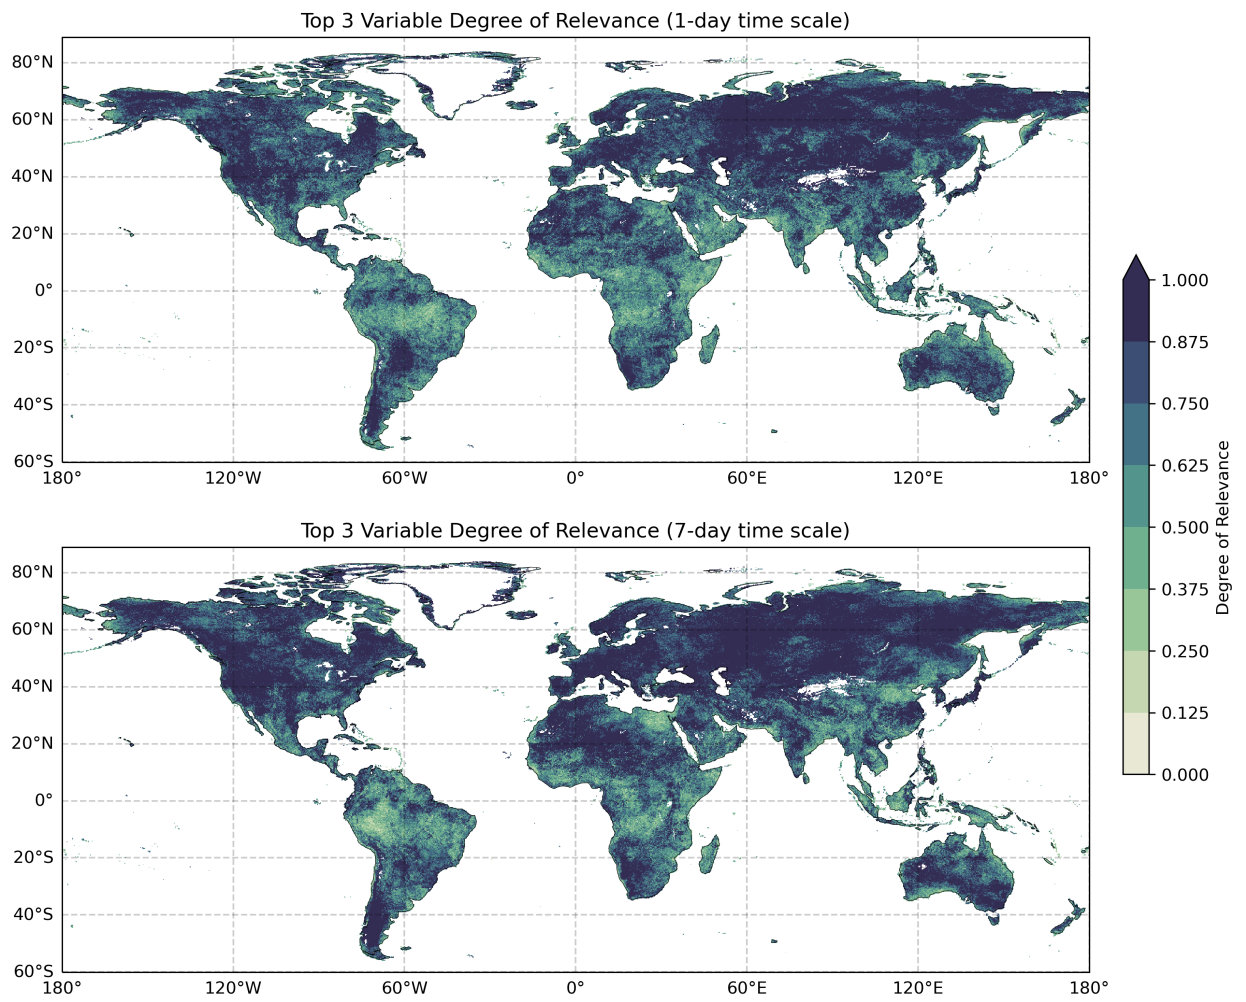 Top 3 Variable Degree of Relevance (1-day time scale)
80°N
60°N
40°N
20°N
0°
20°S
40°S
60°S
180°
120°W
60°W
0°
60°E
120°E
180°
Top 3 Variable Degree of Relevance (7-day time scale)
80°N
60°N
40°N
20°N
0°
20°S
40°S
60°S
180°
120°W
60°W
0°
60°E
120°E
180°
1.000
0.875
0.750
0.625
0.500
0.375
0.250
0.125
0.000
Degree of Relevance